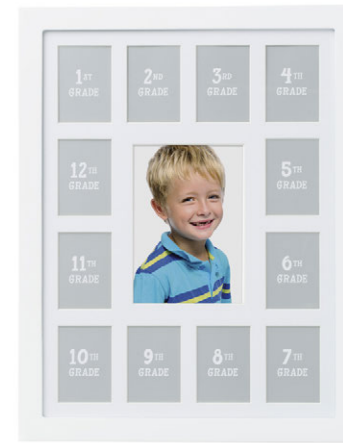 1ST
GRADE
2ND
GRADE
3RD
GRADE
4TH
GRADE
12TH
GRADE
5TH
GRADE
11TH
GRADE
6TH
GRADE
10TH
GRADE
9TH
GRADE
8TH
GRADE
7TH
GRADE